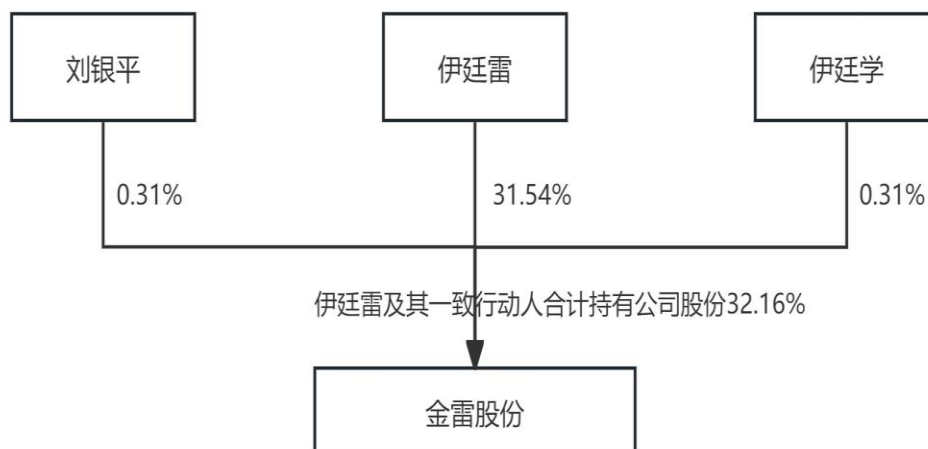 刘银平
伊廷雷
伊廷学
0.31%
31.54%
0.31%
伊廷雷及其一致行动人合计持有公司股份32.16%
金雷股份